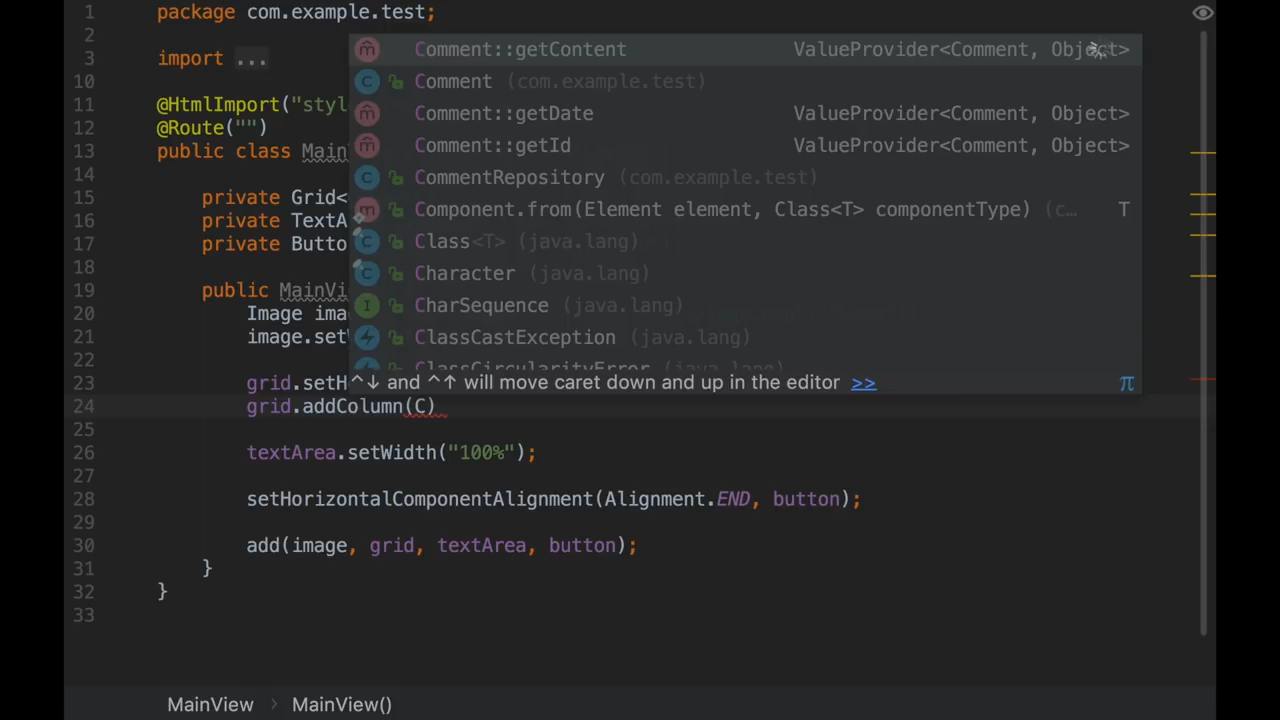 1 package com.example.test;
2
3 import ...
10
11 @HtmlImport("styl
12 @Route("")
13 public class Main
14
15 private Grid<
16 private TextA
17 private Butto
18
19 public MainVi
20 Image ima
21 image.set
22
23 grid.setH
24 grid.addColumn(C)
25
26 textArea.setWidth("100%");
27
28 setHorizontalComponentAlignment(Alignment.END, button);
29
30 add(image, grid, textArea, button);
31 }
32 }
33
Comment::getContent ValueProvider<Comment, Object>
Comment (com.example.test)
Comment::getDate ValueProvider<Comment, Object>
Comment::getId ValueProvider<Comment, Object>
CommentRepository (com.example.test)
Component.from(Element element, Class<T> componentType) (c… T
Class<T> (java.lang)
Character (java.lang)
CharSequence (java.lang)
ClassCastException (java.lang)
ClassCircularityError (java.lang)
^↓ and ^↑ will move caret down and up in the editor >> π
MainView > MainView()